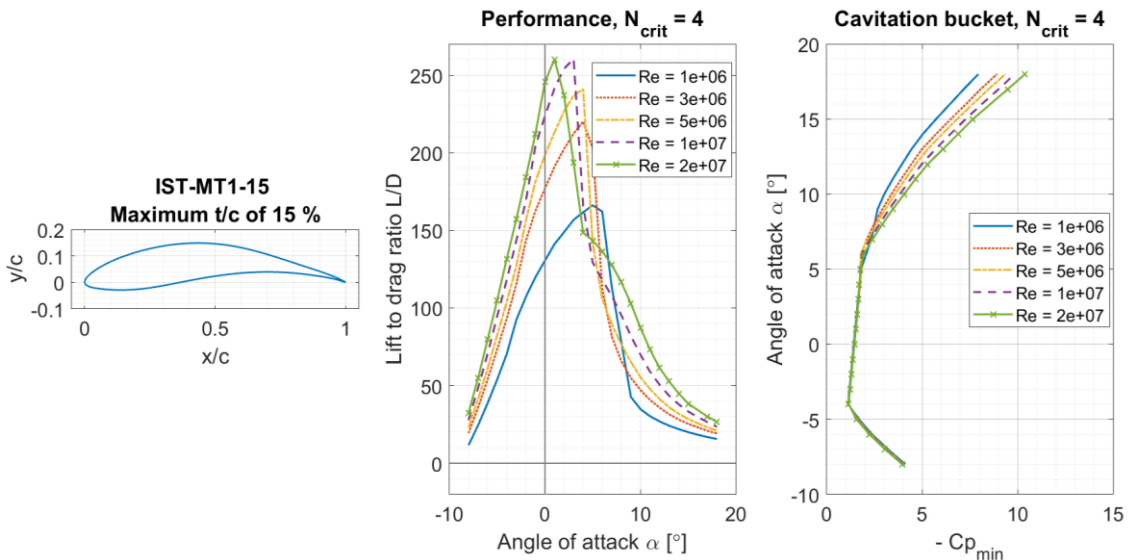 IST-MT1-15
Maximum t/c of 15 %
0.2
0.1
0
-0.1
y/c
0
0.5
1
x/c
Performance, N_crit = 4
250
200
150
100
50
0
Lift to drag ratio L/D
-10
0
10
20
Angle of attack α [°]
Re = 1e+06
Re = 3e+06
Re = 5e+06
Re = 1e+07
Re = 2e+07
Cavitation bucket, N_crit = 4
20
15
10
5
0
-5
-10
Angle of attack α [°]
0
5
10
15
- Cp_min
Re = 1e+06
Re = 3e+06
Re = 5e+06
Re = 1e+07
Re = 2e+07